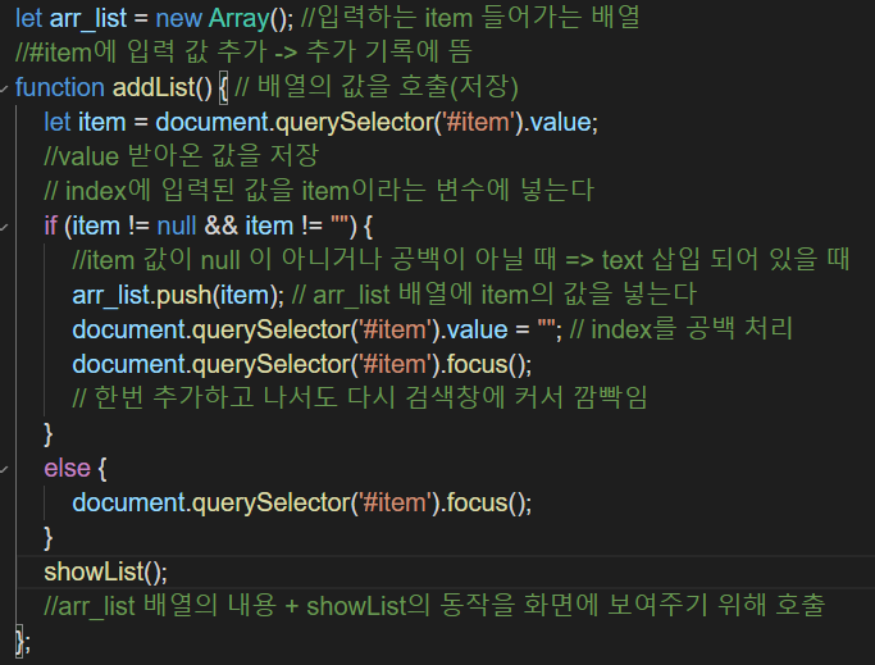 let arr_list = new Array(); //입력하는 item 들어가는 배열
//#item에 입력 값 추가 -> 추가 기록에 뜸
function addList() { // 배열의 값을 호출(저장)
let item = document.querySelector('#item').value;
//value 받아온 값을 저장
// index에 입력된 값을 item이라는 변수에 넣는다
if (item != null && item != "") {
//item 값이 null 이 아니거나 공백이 아닐 때 => text 삽입 되어 있을 때
arr_list.push(item); // arr_list 배열에 item의 값을 넣는다
document.querySelector('#item').value = ""; // index를 공백 처리
document.querySelector('#item').focus();
// 한번 추가하고 나서도 다시 검색창에 커서 깜빡임
}
else {
document.querySelector('#item').focus();
}
showList();
//arr_list 배열의 내용 + showList의 동작을 화면에 보여주기 위해 호출
};